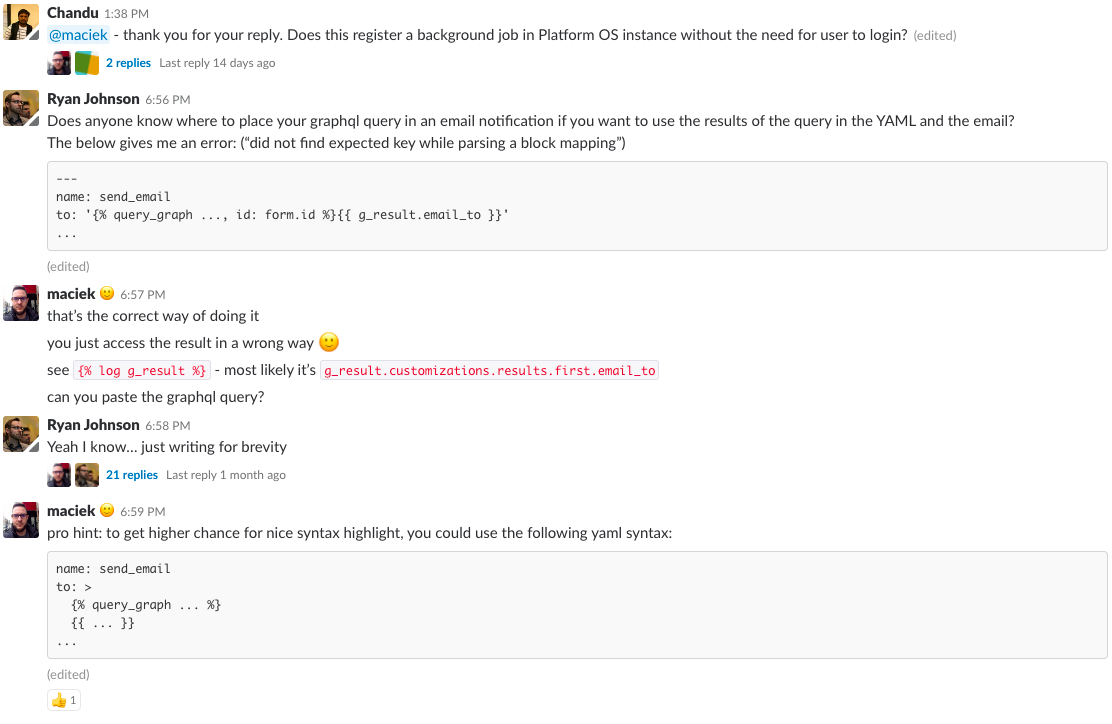 Chandu 1:38 PM
@maciek - thank you for your reply. Does this register a background job in Platform OS instance without the need for user to login? (edited)
2 replies Last reply 14 days ago
Ryan Johnson 6:56 PM
Does anyone know where to place your graphql query in an email notification if you want to use the results of the query in the YAML and the email?
The below gives me an error: (“did not find expected key while parsing a block mapping”)
---
name: send_email
to: '{% query_graph ..., id: form.id %}{{ g_result.email_to }}'
...
(edited)
maciek 6:57 PM
that’s the correct way of doing it
you just access the result in a wrong way
see {% log g_result %} - most likely it’s g_result.customizations.results.first.email_to
can you paste the graphql query?
Ryan Johnson 6:58 PM
Yeah I know... just writing for brevity
21 replies Last reply 1 month ago
maciek 6:59 PM
pro hint: to get higher chance for nice syntax highlight, you could use the following yaml syntax:
name: send_email
to: >
  {% query_graph ... %}
  {{ ... }}
...
(edited)
1